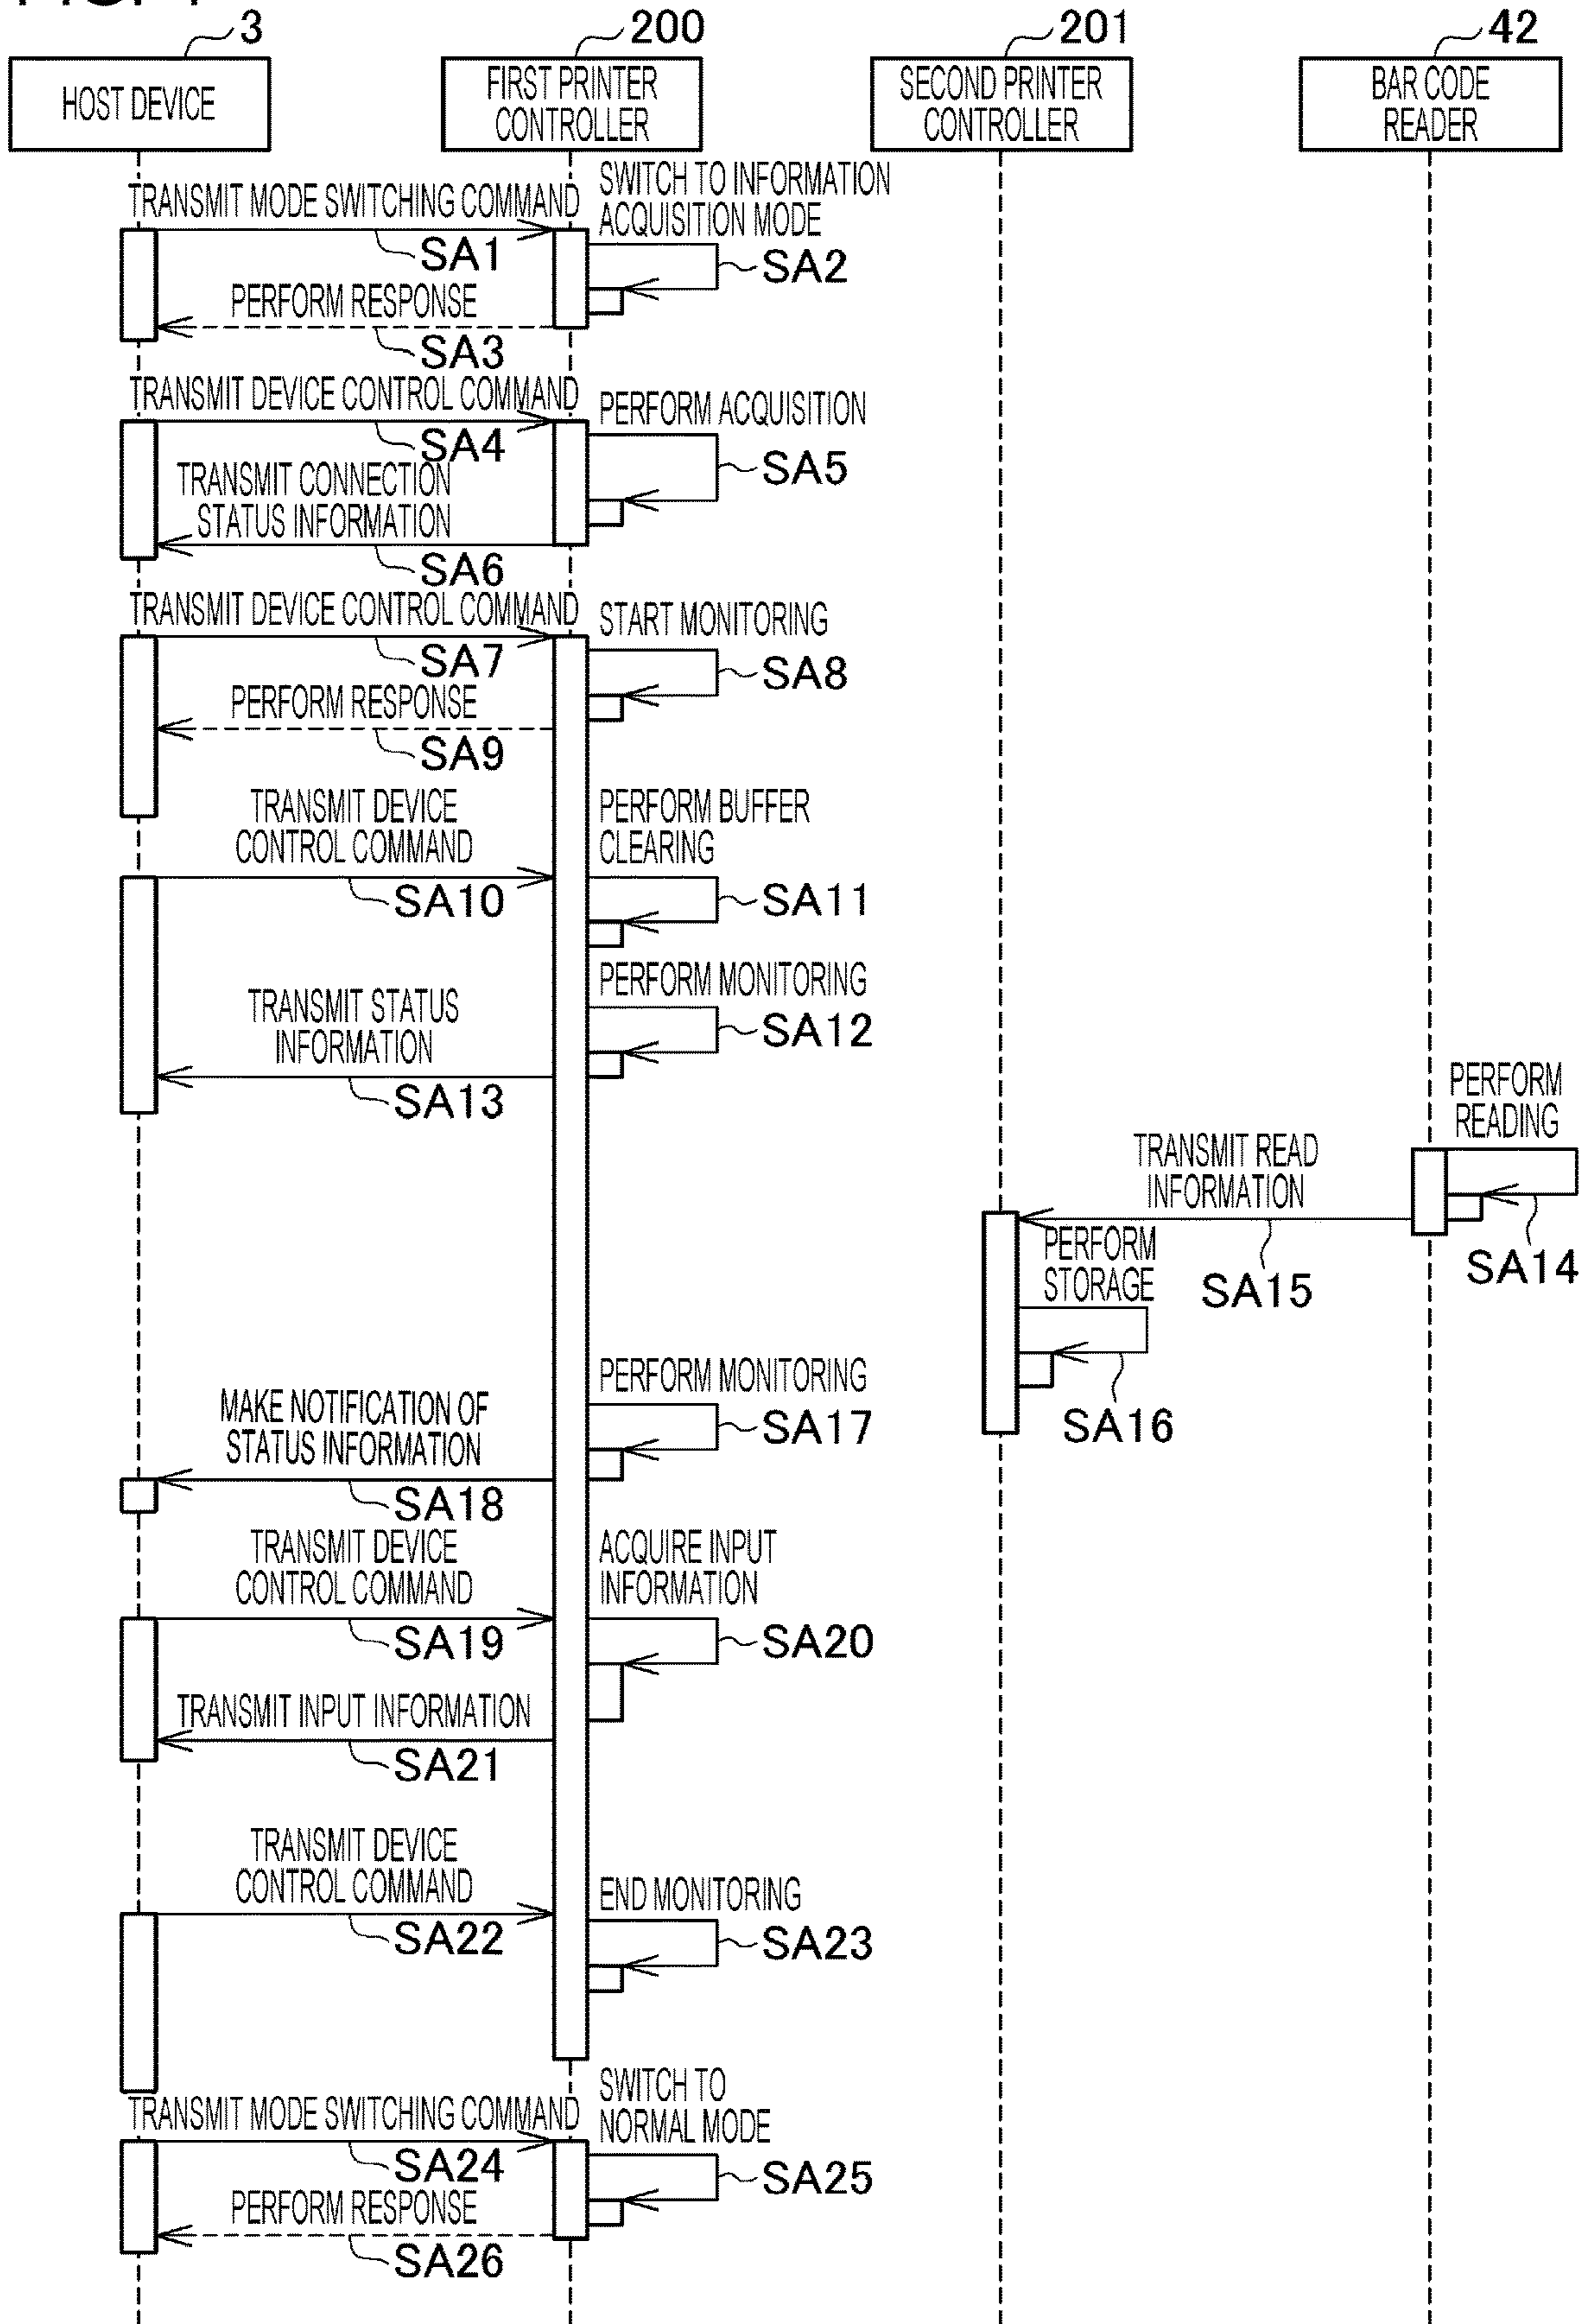 3
200
201
42
HOST DEVICE
FIRST PRINTER
CONTROLLER
SECOND PRINTER
CONTROLLER
BAR CODE
READER
TRANSMIT MODE SWITCHING COMMAND
SA1
SWITCH TO INFORMATION
ACQUISITION MODE
SA2
PERFORM RESPONSE
SA3
TRANSMIT DEVICE CONTROL COMMAND
SA4
PERFORM ACQUISITION
SA5
TRANSMIT CONNECTION
STATUS INFORMATION
SA6
TRANSMIT DEVICE CONTROL COMMAND
SA7
START MONITORING
SA8
PERFORM RESPONSE
SA9
TRANSMIT DEVICE
CONTROL COMMAND
SA10
PERFORM BUFFER
CLEARING
SA11
PERFORM MONITORING
SA12
TRANSMIT STATUS
INFORMATION
SA13
PERFORM
READING
SA14
TRANSMIT READ
INFORMATION
SA15
PERFORM
STORAGE
SA16
PERFORM MONITORING
SA17
MAKE NOTIFICATION OF
STATUS INFORMATION
SA18
TRANSMIT DEVICE
CONTROL COMMAND
SA19
ACQUIRE INPUT
INFORMATION
SA20
TRANSMIT INPUT INFORMATION
SA21
TRANSMIT DEVICE
CONTROL COMMAND
SA22
END MONITORING
SA23
TRANSMIT MODE SWITCHING COMMAND
SA24
SWITCH TO
NORMAL MODE
SA25
PERFORM RESPONSE
SA26